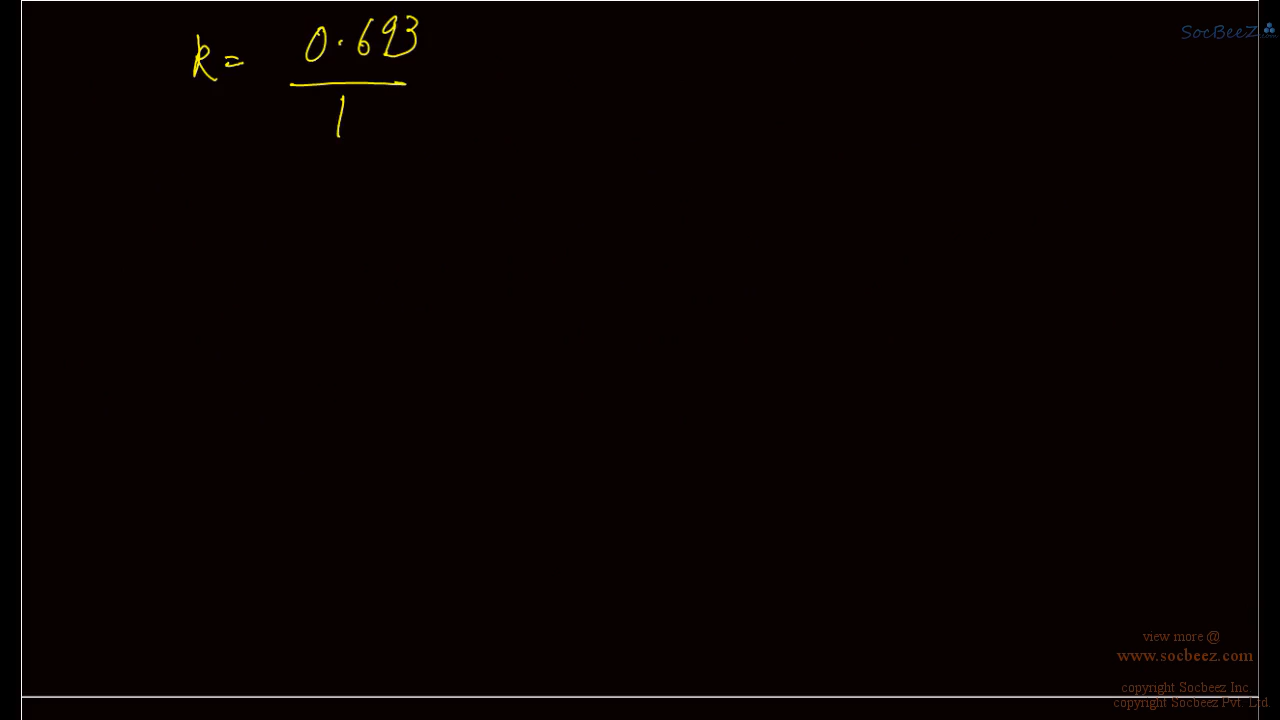 SocBeeZ
k = 0.693
1
view more @
www.socbeez.com
copyright Socbeez Inc.
copyright Socbeez Pvt. Ltd.